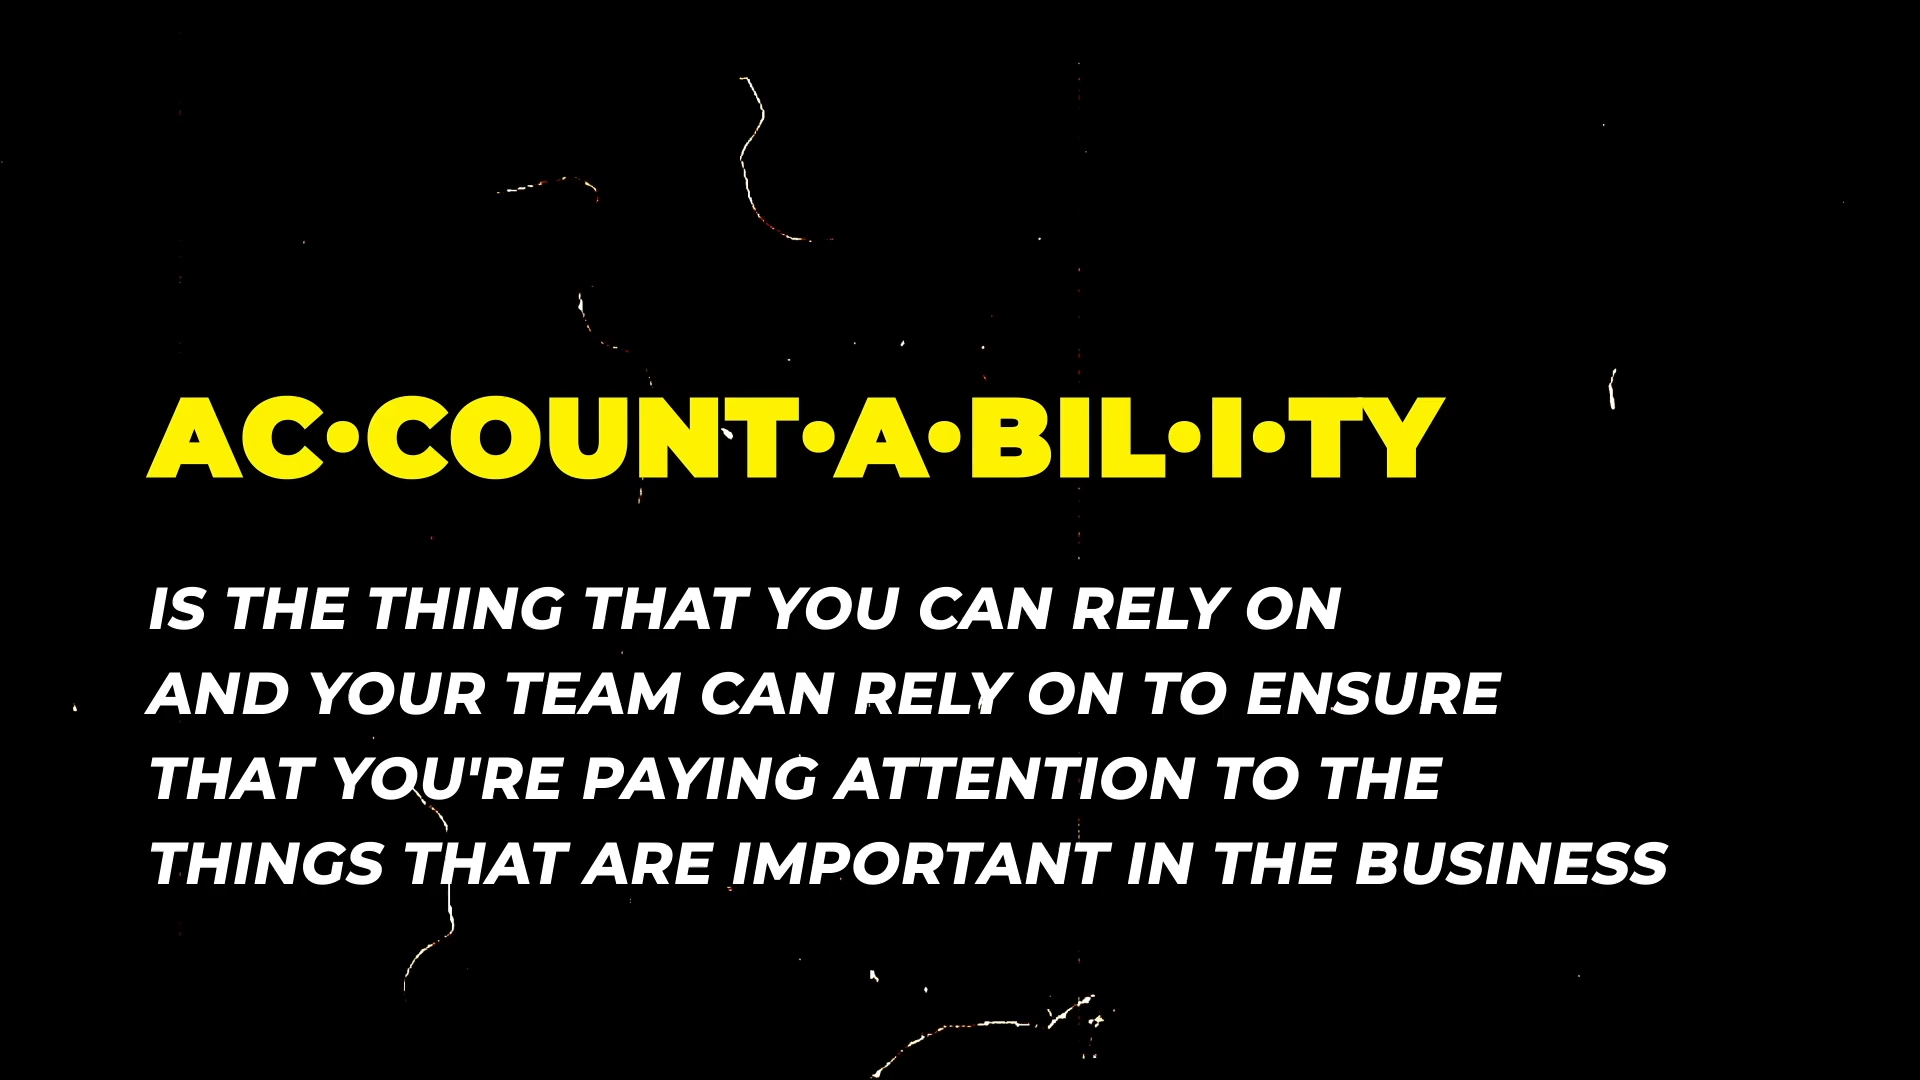 AC•COUNT•A•BIL•I•TY
IS THE THING THAT YOU CAN RELY ON
AND YOUR TEAM CAN RELY ON TO ENSURE
THAT YOU'RE PAYING ATTENTION TO THE
THINGS THAT ARE IMPORTANT IN THE BUSINESS